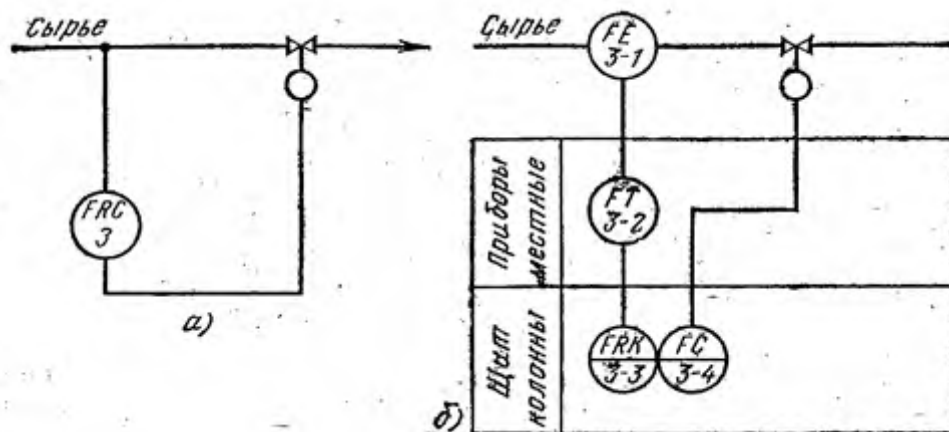 Сырье
FRC
3
а)
Сырье
FE
3-1
Приборы
местные
FT
3-2
Щит
колонны
FRK
3-3
FC
3-4
б)